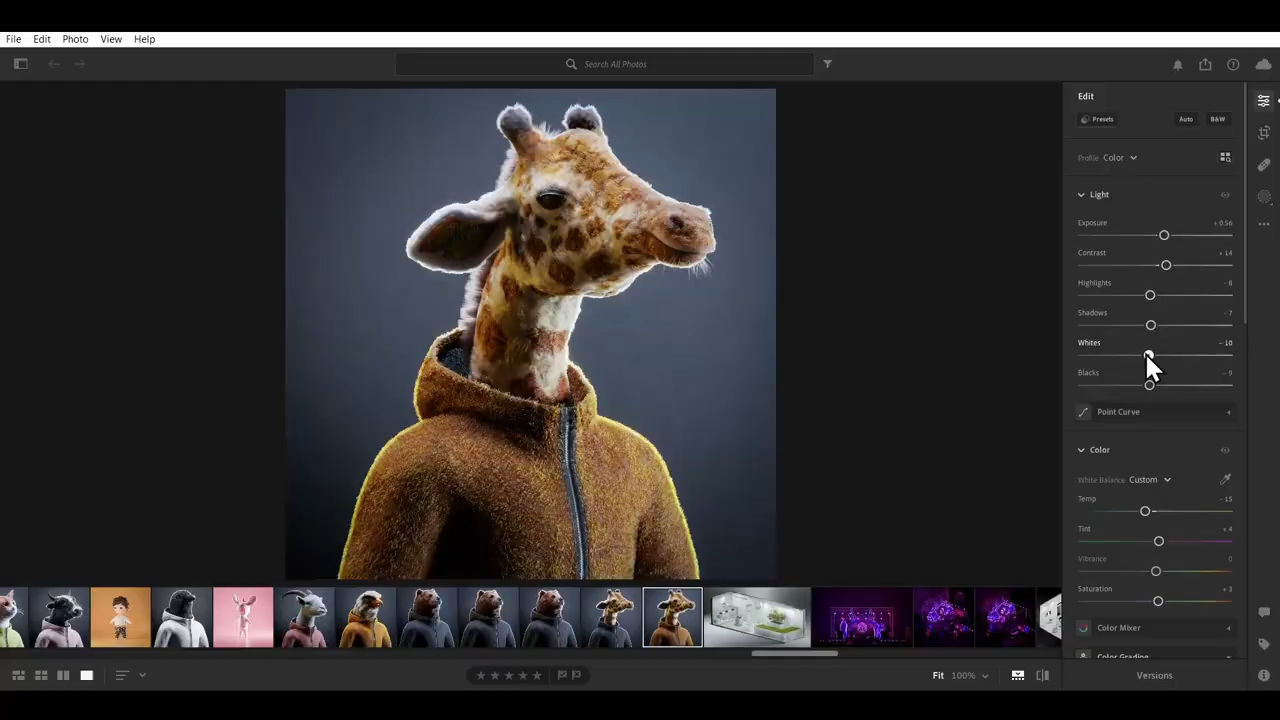 File Edit Photo View Help
Search All Photos
Edit
Presets Auto B&W
Profile Color
Light
Exposure + 0.56
Contrast + 14
Highlights - 8
Shadows - 7
Whites - 10
Blacks - 9
Point Curve
Color
White Balance Custom
Temp - 15
Tint + 4
Vibrance 0
Saturation + 3
Color Mixer
Color Grading
Fit 100% Versions